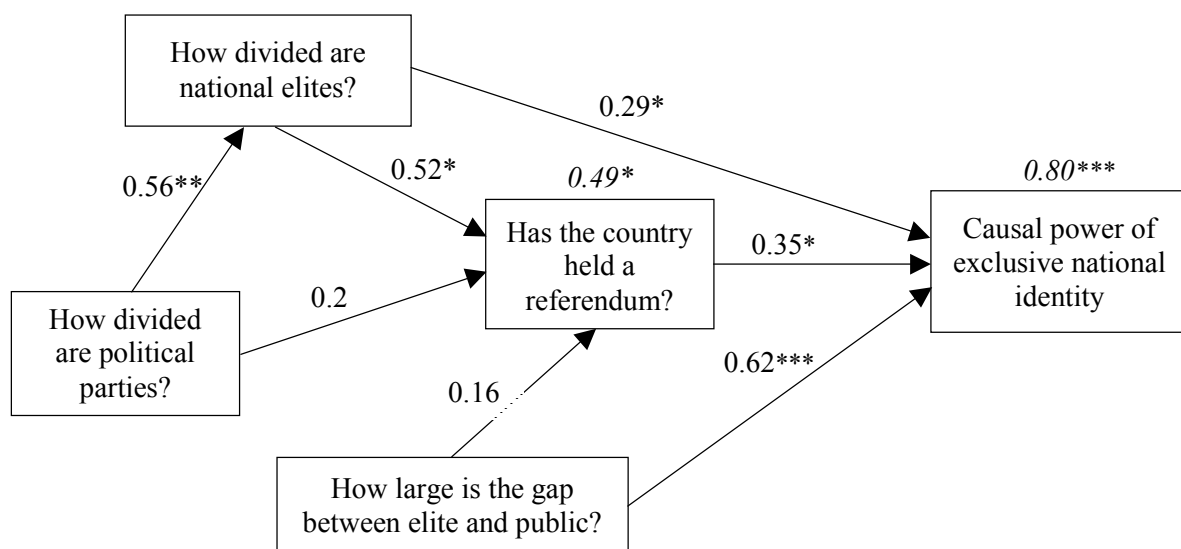 How divided are
national elites?
0.29*
0.56**
0.52*
0.49*
0.80***
Has the country
held a
referendum?
0.35*
Causal power of
exclusive national
identity
How divided
are political
parties?
0.2
0.16
0.62***
How large is the gap
between elite and public?